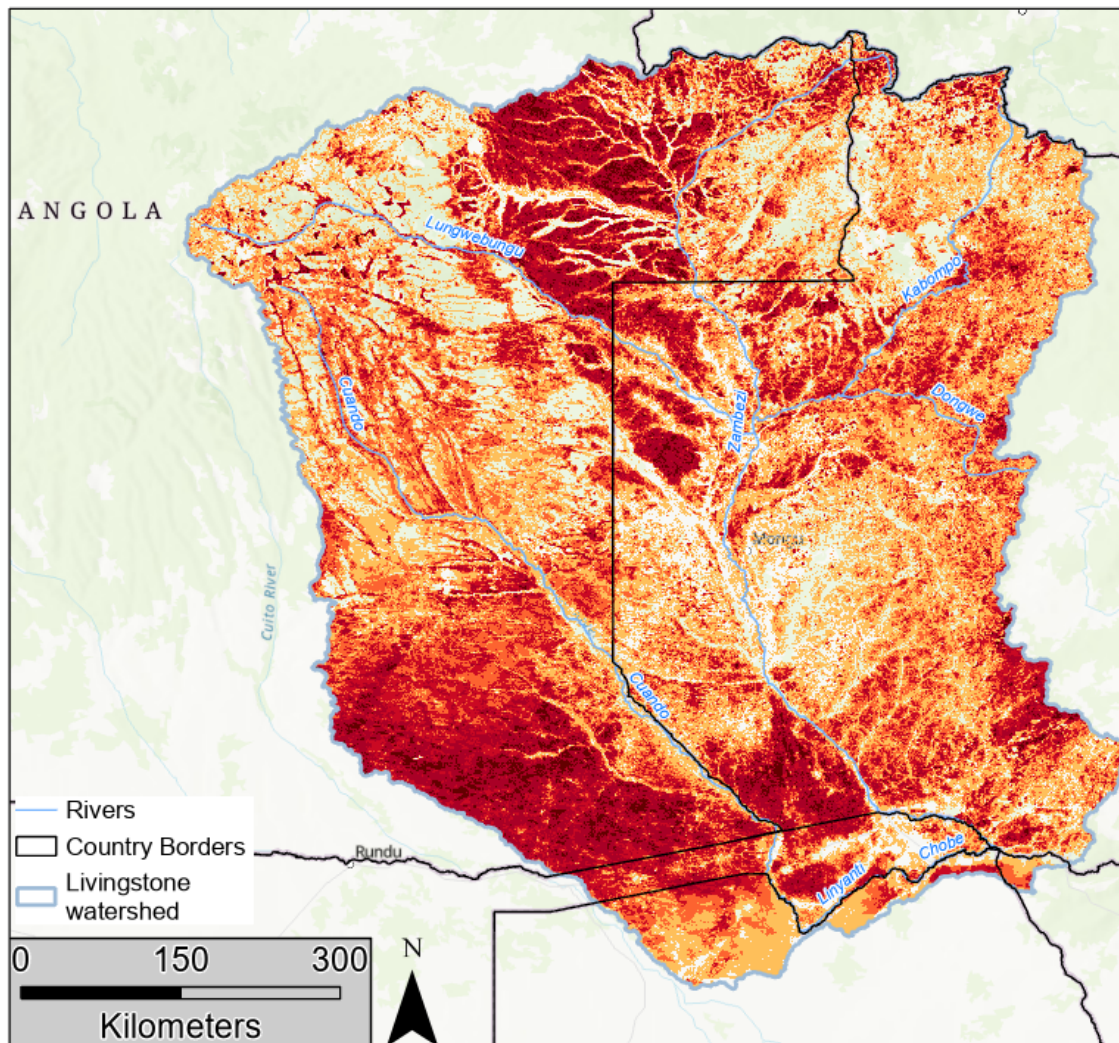 ANGOLA
Lungwebungu
Kabompo
Cuando
Zambezi
Dongwe
Cuito River
Cuando
Rivers
Country Borders
Livingstone
watershed
Rundu
Chobe
Linyanti
0 150 300
Kilometers
N